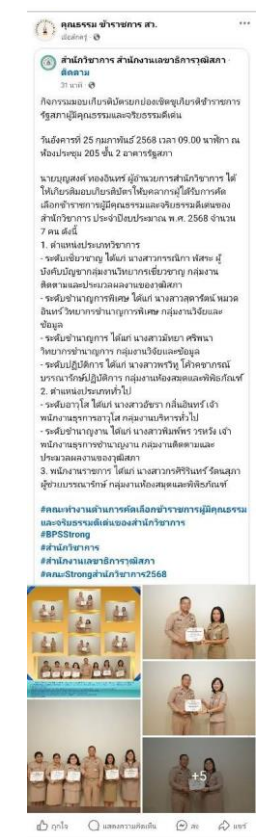 คุณธรรม ข้าราชการ สว.
เมื่อสักครู่ ·
สำนักวิชาการ สำนักงานเลขาธิการวุฒิสภา ·
ติดตาม
31 นาที ·
กิจกรรมมอบเกียรติบัตรยกย่องเชิดชูเกียรติข้าราชการ
รัฐสภาผู้มีคุณธรรมและจริยธรรมดีเด่น
วันอังคารที่ 25 กุมภาพันธ์ 2568 เวลา 09.00 นาฬิกา ณ
ห้องประชุม 205 ชั้น 2 อาคารรัฐสภา
นายบุญสงค์ ทองอินทร์ ผู้อำนวยการสำนักวิชาการ ได้
ให้เกียรติมอบเกียรติบัตรให้บุคลากรผู้ได้รับการคัด
เลือกข้าราชการผู้มีคุณธรรมและจริยธรรมดีเด่นของ
สำนักวิชาการ ประจำปีงบประมาณ พ.ศ. 2568 จำนวน
7 คน ดังนี้
1. ตำแหน่งประเภทวิชาการ
- ระดับเชี่ยวชาญ ได้แก่ นางสาวกรรณิกา พัสระ ผู้
บังคับบัญชากลุ่มงานวิทยากรเชี่ยวชาญ กลุ่มงาน
ติดตามและประมวลผลงานของวุฒิสภา
- ระดับชำนาญการพิเศษ ได้แก่ นางสาวสุดารัตน์ หมวด
อินทร์ วิทยากรชำนาญการพิเศษ กลุ่มงานวิจัยและ
ข้อมูล
- ระดับชำนาญการ ได้แก่ นางสาวมัทยา ศรีพนา
วิทยากรชำนาญการ กลุ่มงานวิจัยและข้อมูล
- ระดับปฏิบัติการ ได้แก่ นางสาวพรวิทู โค้วคชาภรณ์
บรรณารักษ์ปฏิบัติการ กลุ่มงานห้องสมุดและพิพิธภัณฑ์
2. ตำแหน่งประเภททั่วไป
- ระดับอาวุโส ได้แก่ นางสาวอัชรา กลิ่นอินทร์ เจ้า
พนักงานธุรการอาวุโส กลุ่มงานบริหารทั่วไป
- ระดับชำนาญงาน ได้แก่ นางสาวพิมพ์พร วรหวัง เจ้า
พนักงานธุรการชำนาญงาน กลุ่มงานติดตามและ
ประมวลผลงานของวุฒิสภา
3. พนักงานราชการ ได้แก่ นางสาวกศิรินทร์ รัตนสุภา
ผู้ช่วยบรรณารักษ์ กลุ่มงานห้องสมุดและพิพิธภัณฑ์
#คณะทำงานด้านการคัดเลือกข้าราชการผู้มีคุณธรรม
และจริยธรรมดีเด่นของสำนักวิชาการ
#BPSStrong
#สำนักวิชาการ
#สำนักงานเลขาธิการวุฒิสภา
#คณะStrongสำนักวิชาการ2568
+5
ถูกใจ
แสดงความคิดเห็น
ส่ง
แชร์